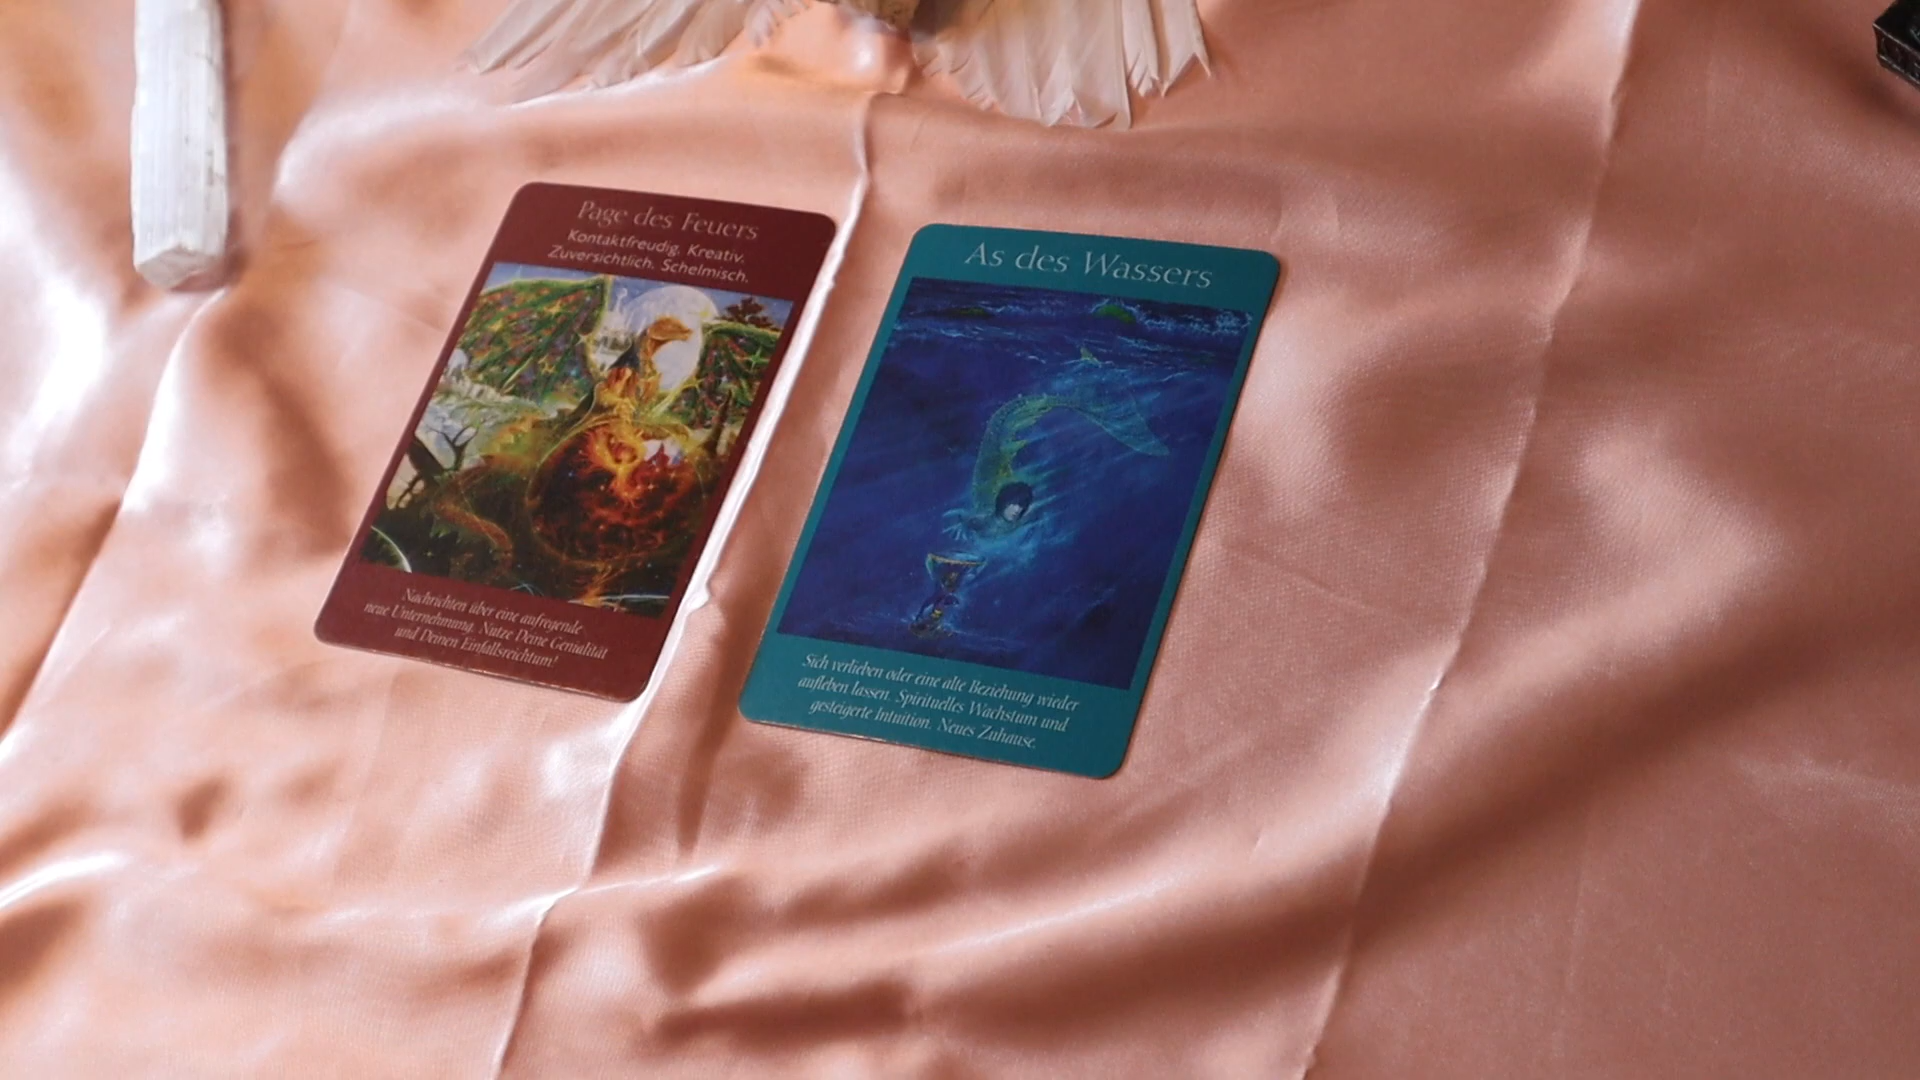 Page des Feuers
Kontaktfreudig. Kreativ.
Zuversichtlich. Schelmisch.
Nachrichten über eine aufregende
neue Unternehmung. Nutze Deine Genialität
und Deinen Einfallsreichtum!
As des Wassers
Sich verlieben oder eine alte Beziehung wieder
aufleben lassen. Spirituelles Wachstum und
gesteigerte Intuition. Neues Zuhause.